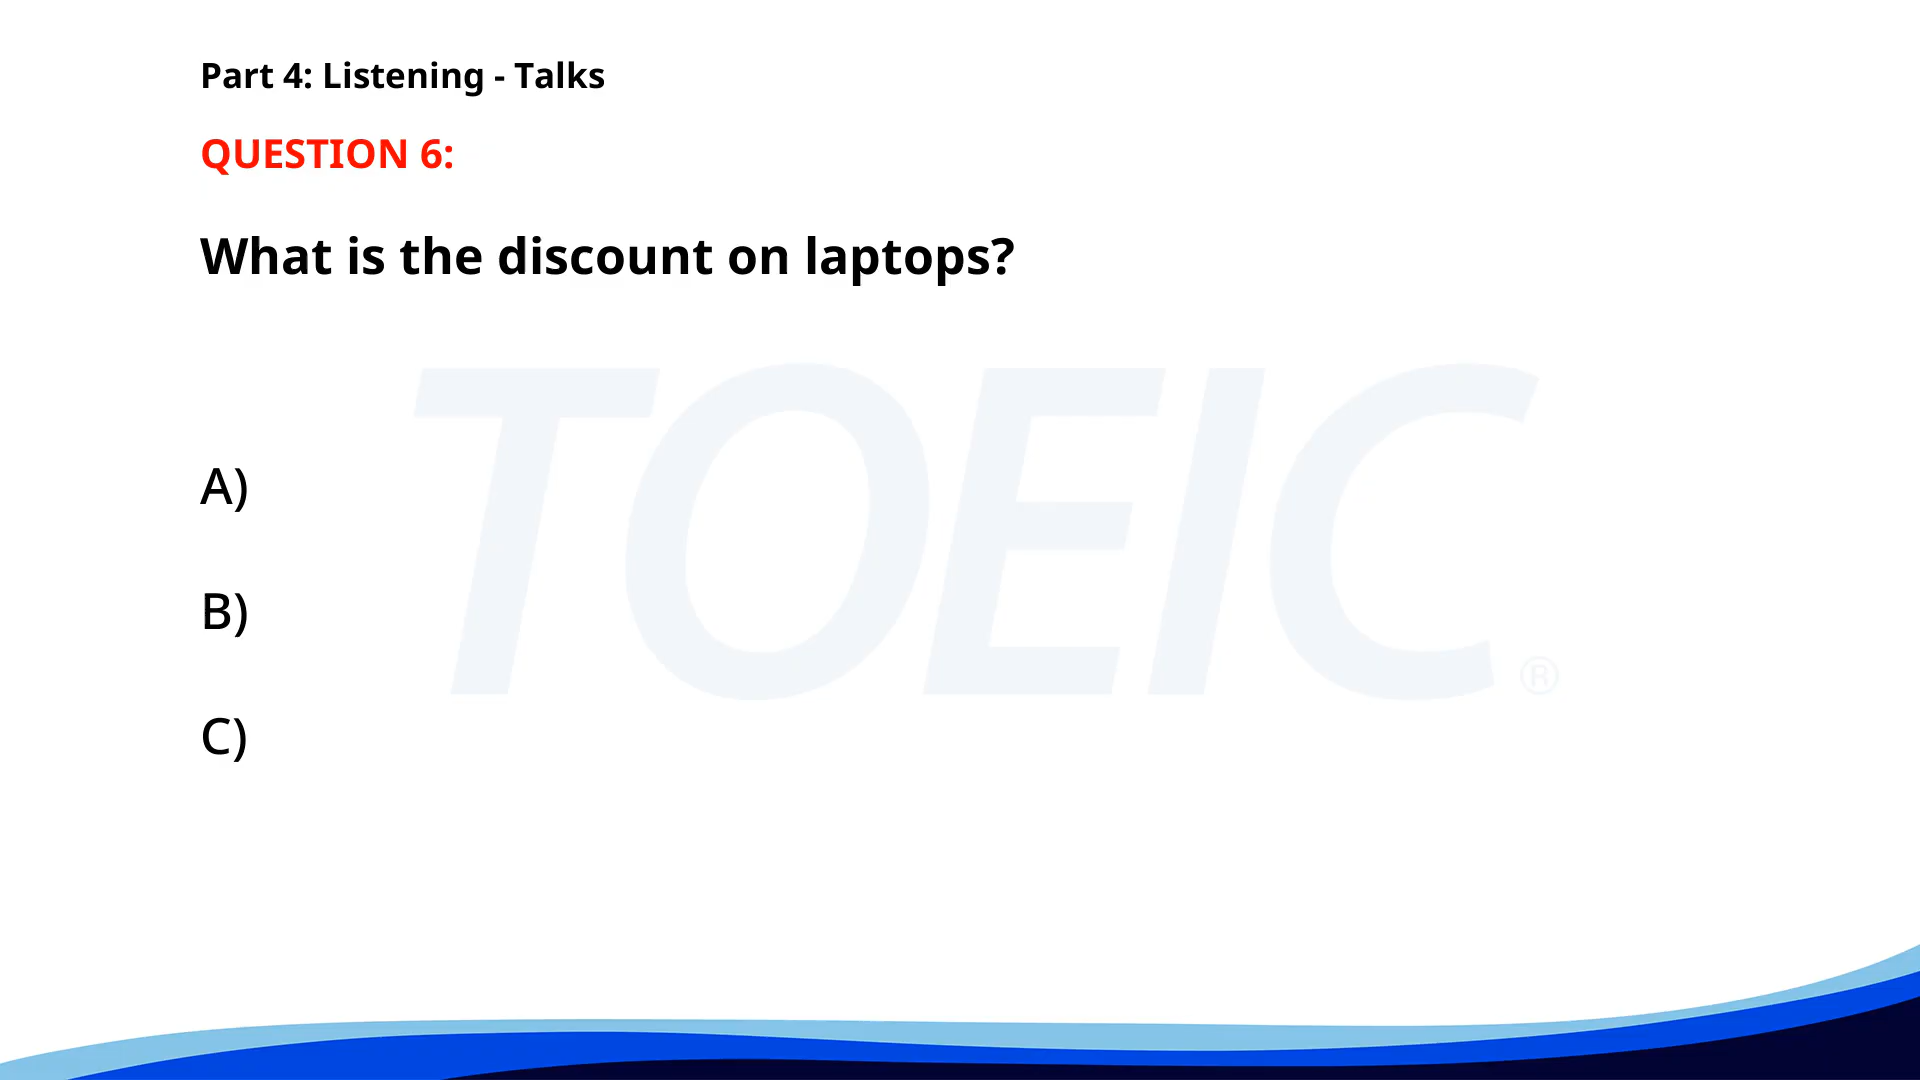 Part 4: Listening - Talks
QUESTION 6:
What is the discount on laptops?
TOEIC®
A)
B)
C)